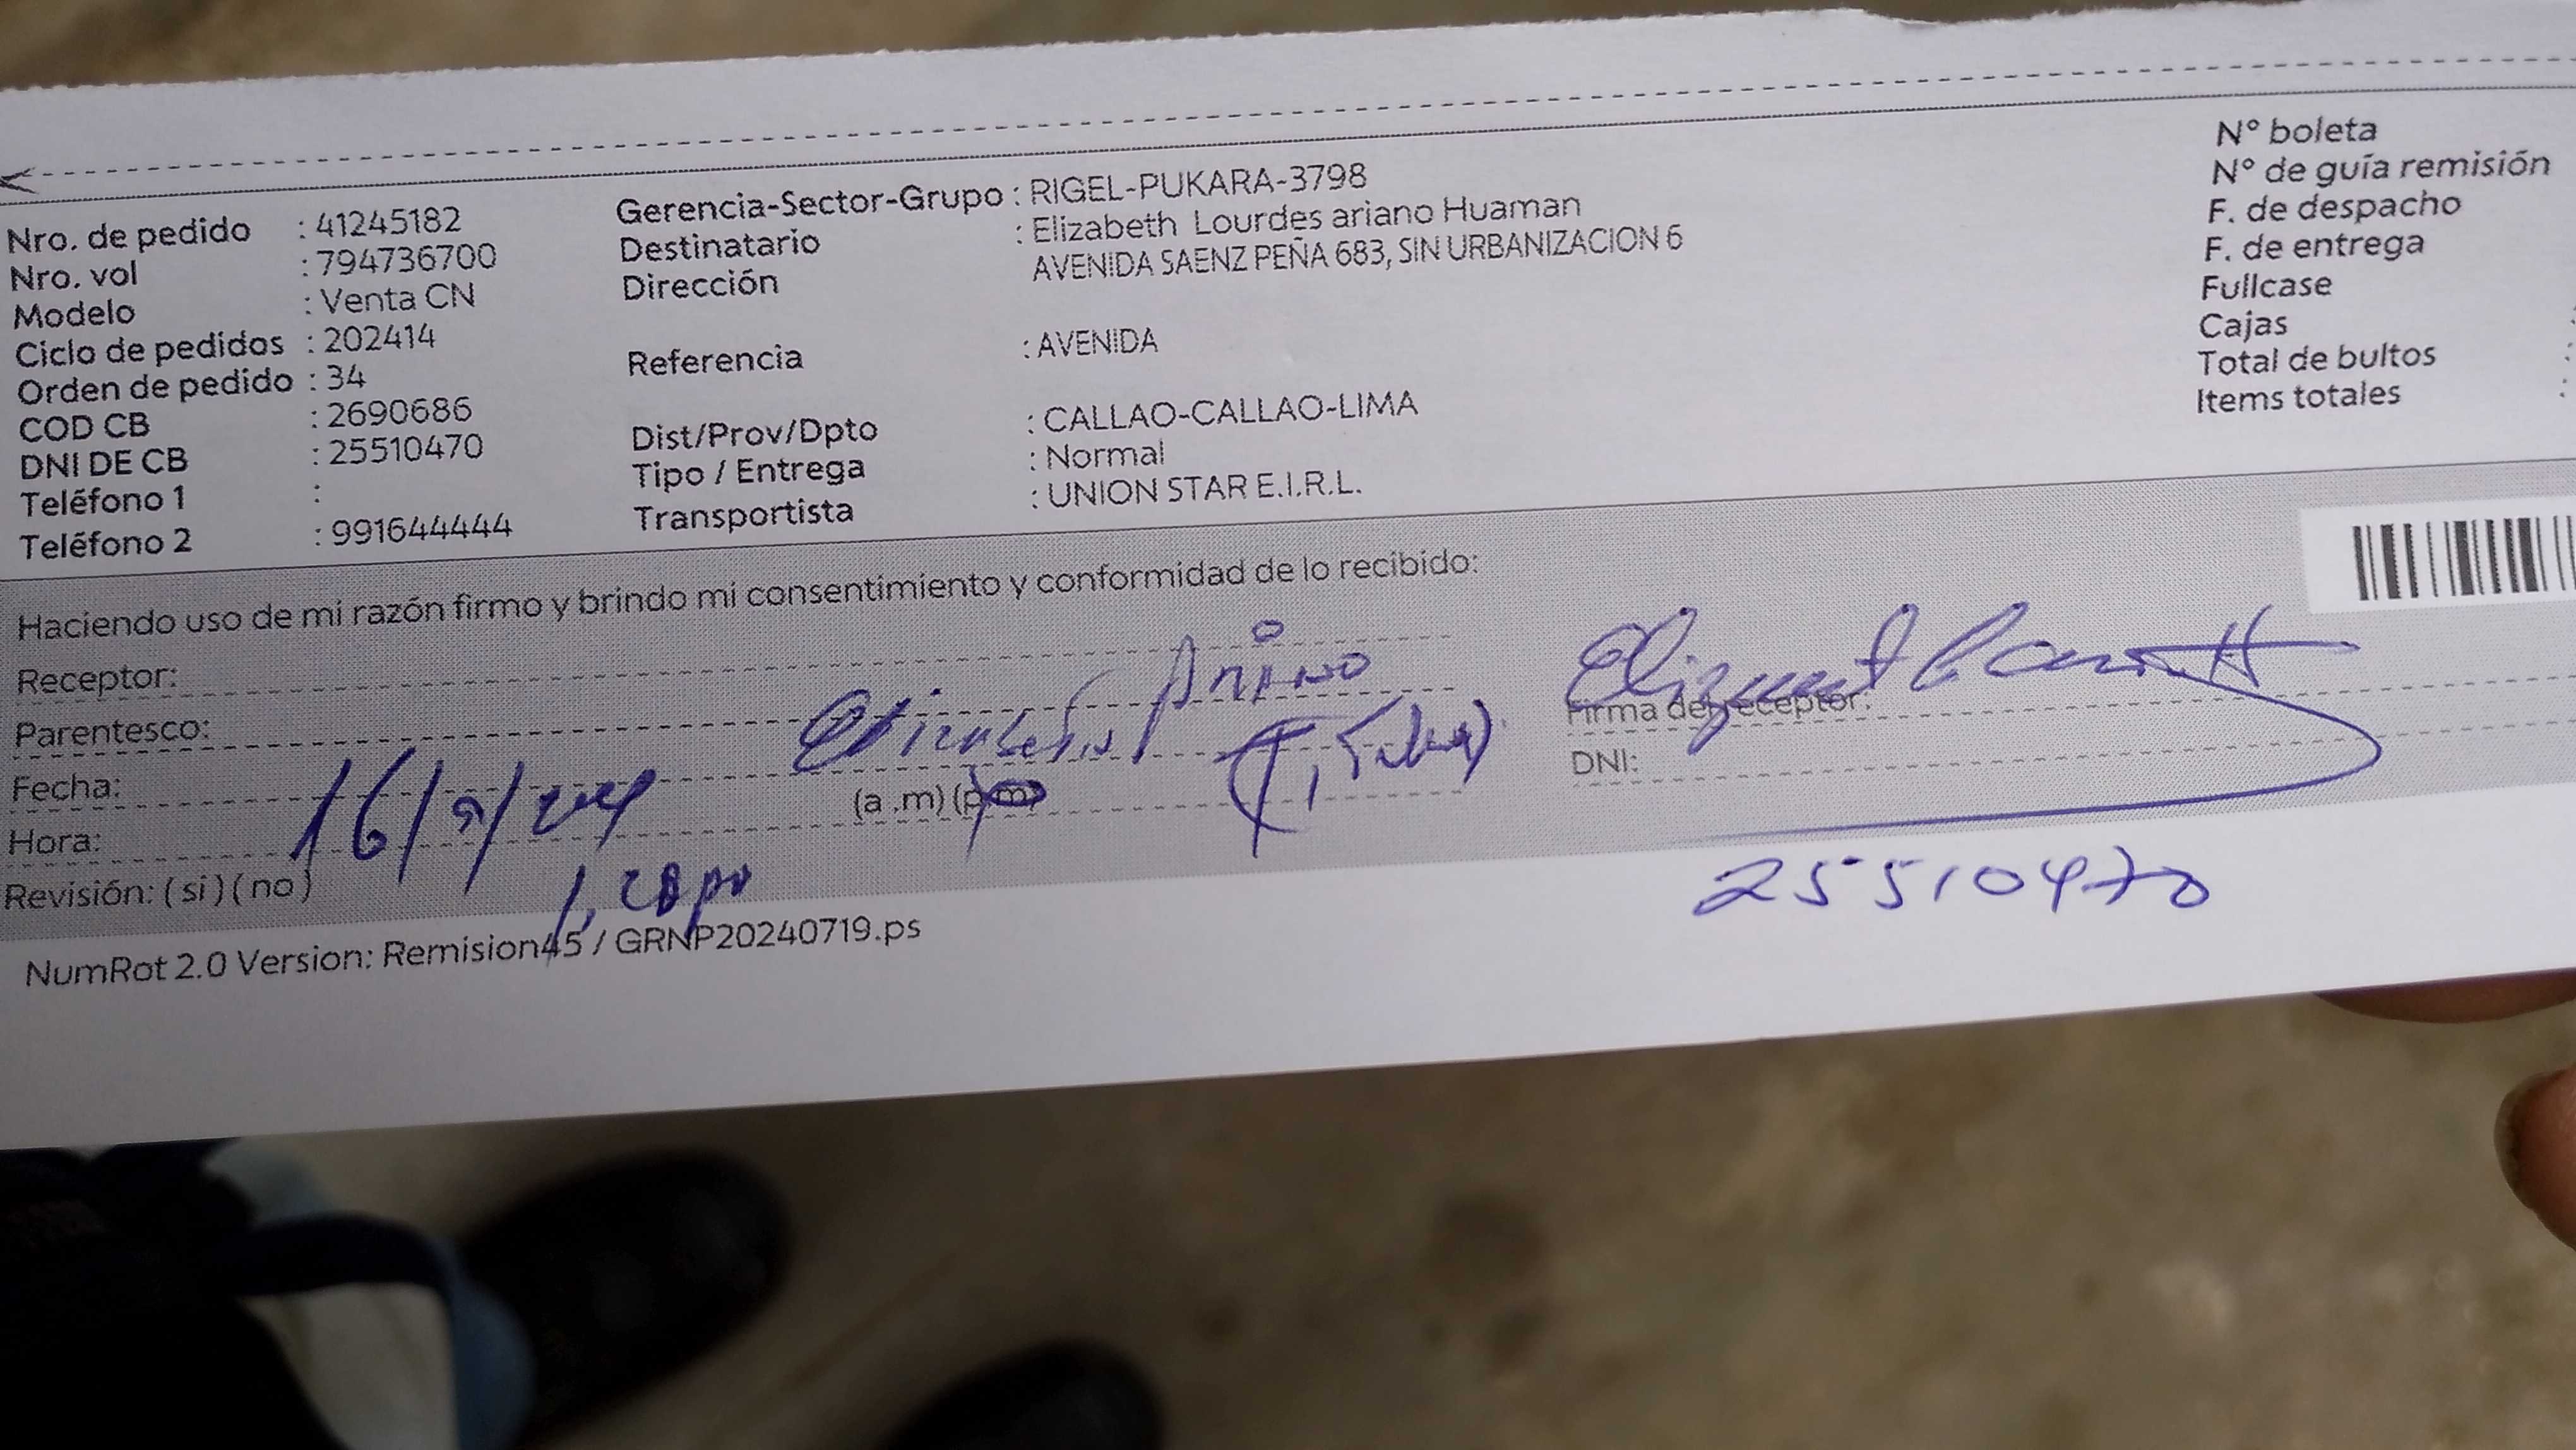 Nro. de pedido : 41245182
Nro. vol : 794736700
Modelo : Venta CN
Ciclo de pedidos : 202414
Orden de pedido : 34
COD CB : 2690686
DNI DE CB : 25510470
Teléfono 1 :
Teléfono 2 : 991644444
Gerencia-Sector-Grupo : RIGEL-PUKARA-3798
Destinatario : Elizabeth Lourdes ariano Huaman
Dirección AVENIDA SAENZ PEÑA 683, SIN URBANIZACION 6
Referencia : AVENIDA
Dist/Prov/Dpto : CALLAO-CALLAO-LIMA
Tipo / Entrega : Normal
Transportista : UNION STAR E.I.R.L.
N° boleta
N° de guía remisión
F. de despacho
F. de entrega
Fullcase
Cajas
Total de bultos :
Items totales :
Haciendo uso de mi razón firmo y brindo mi consentimiento y conformidad de lo recibido:
Receptor:
Parentesco:
Fecha: 16/
Hora: (a .m) (p.m)
Revisión: ( si ) ( no )
Firma del receptor:
DNI:
25510470
NumRot 2.0 Version: Remision45 / GRNP20240719.ps